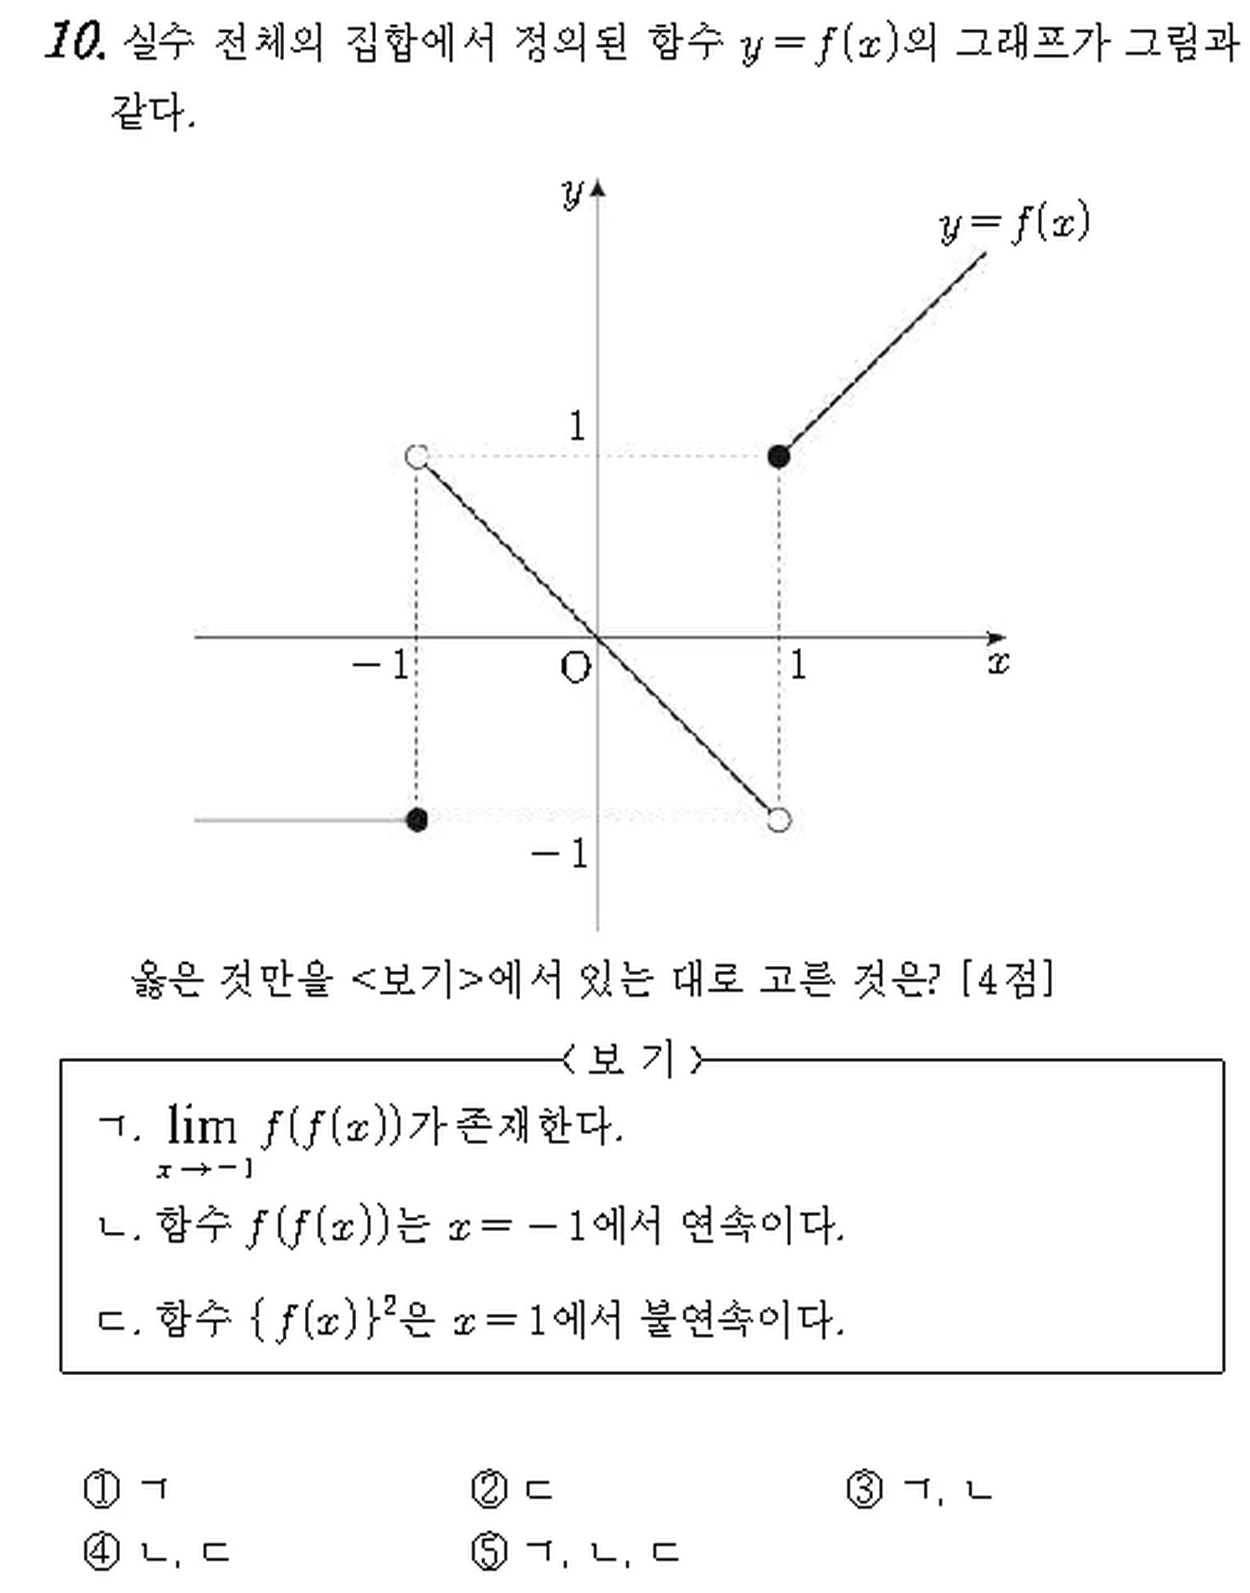 10. 실수 전체의 집합에서 정의된 함수 y=f(x)의 그래프가 그림과
같다.
y
y=f(x)
1
-1
O
1
x
-1
옳은 것만을 <보기>에서 있는 대로 고른 것은? [4점]
<보 기>
ㄱ. lim f(f(x))가 존재한다.
x→-1
ㄴ. 함수 f(f(x))는 x=-1에서 연속이다.
ㄷ. 함수 {f(x)}²은 x=1에서 불연속이다.
① ㄱ ② ㄷ ③ ㄱ, ㄴ
④ ㄴ, ㄷ ⑤ ㄱ, ㄴ, ㄷ